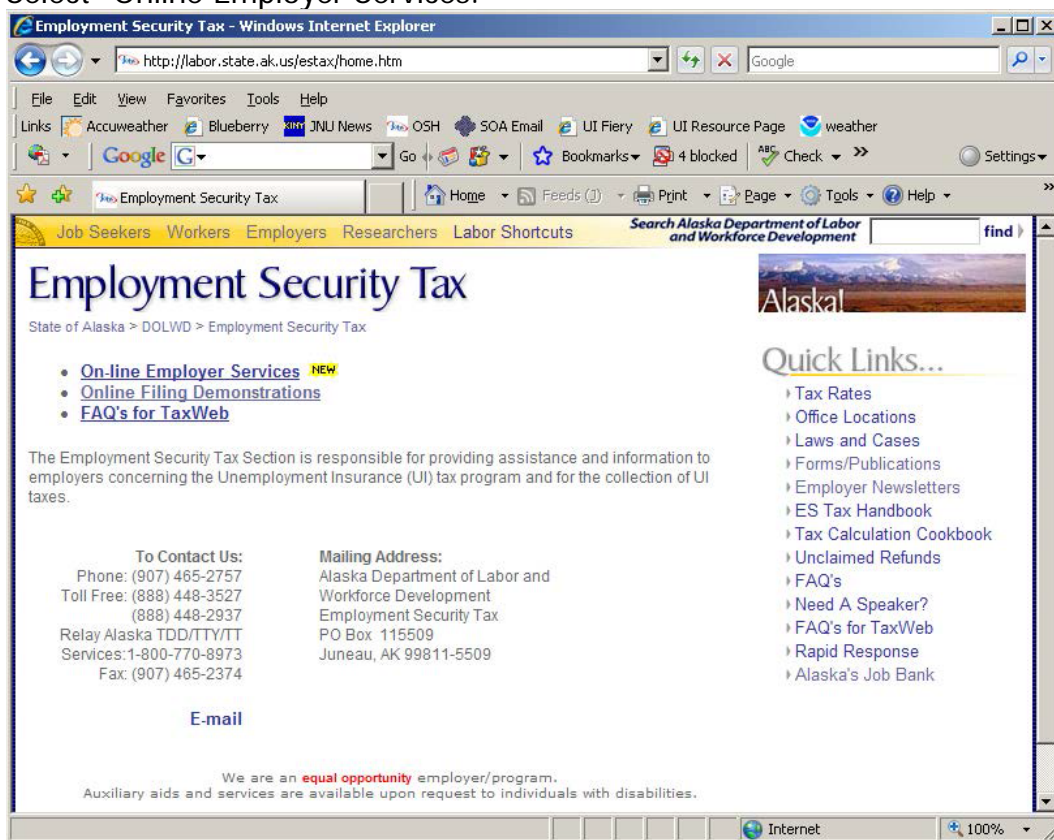 Select "Online Employer Services."
Employment Security Tax - Windows Internet Explorer
http://labor.state.ak.us/estax/home.htm
Google
File Edit View Favorites Tools Help
Links Accuweather Blueberry KINY JNU News OSH SOA Email UI Fiery UI Resource Page weather
Google G Go Bookmarks 4 blocked ABC Check >> Settings
Employment Security Tax Home Feeds (J) Print Page Tools Help >>
Job Seekers Workers Employers Researchers Labor Shortcuts
Search Alaska Department of Labor
and Workforce Development
find
Employment Security Tax
Alaska!
State of Alaska > DOLWD > Employment Security Tax
• On-line Employer Services NEW
• Online Filing Demonstrations
• FAQ's for TaxWeb
The Employment Security Tax Section is responsible for providing assistance and information to
employers concerning the Unemployment Insurance (UI) tax program and for the collection of UI
taxes.
To Contact Us:
Phone: (907) 465-2757
Toll Free: (888) 448-3527
(888) 448-2937
Relay Alaska TDD/TTY/TT
Services:1-800-770-8973
Fax: (907) 465-2374
E-mail
Mailing Address:
Alaska Department of Labor and
Workforce Development
Employment Security Tax
PO Box 115509
Juneau, AK 99811-5509
Quick Links...
Tax Rates
Office Locations
Laws and Cases
Forms/Publications
Employer Newsletters
ES Tax Handbook
Tax Calculation Cookbook
Unclaimed Refunds
FAQ's
Need A Speaker?
FAQ's for TaxWeb
Rapid Response
Alaska's Job Bank
We are an equal opportunity employer/program.
Auxiliary aids and services are available upon request to individuals with disabilities.
Internet 100%